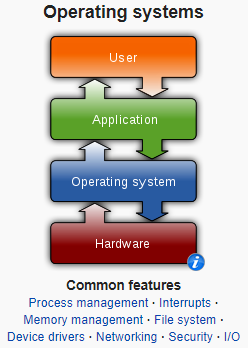 Operating systems
User
Application
Operating system
Hardware
i
Common features
Process management · Interrupts ·
Memory management · File system ·
Device drivers · Networking · Security · I/O